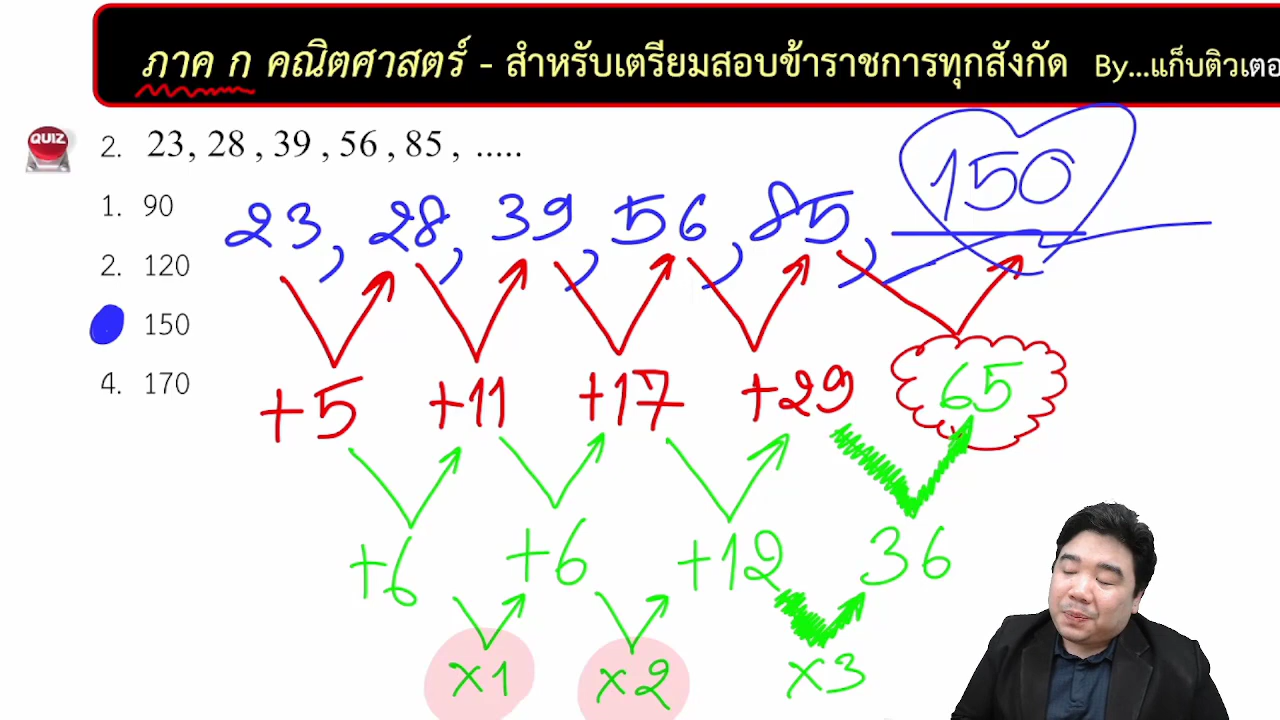 ภาค ก คณิตศาสตร์ - สำหรับเตรียมสอบข้าราชการทุกสังกัด By...แก็บติวเตอ
QUIZ
2. 23, 28 , 39 , 56 , 85 , .....
1. 90
2. 120
150
4. 170
23, 28, 39, 56, 85, 150
+5 +11 +17 +29 65
+6 +6 +12 36
×1 ×2 ×3